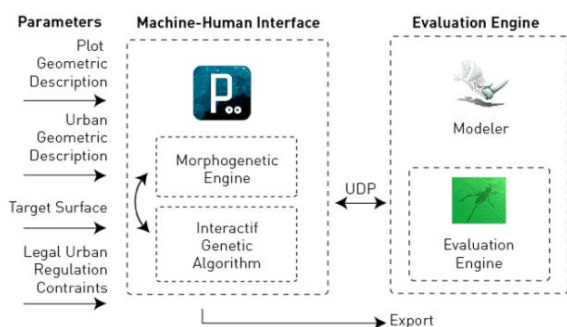 Parameters
Plot
Geometric
Description
Urban
Geometric
Description
Target Surface
Legal Urban
Regulation
Contraints
Machine-Human Interface
P
Morphogenetic
Engine
Interactif
Genetic
Algorithm
UDP
Evaluation Engine
Modeler
Evaluation
Engine
Export